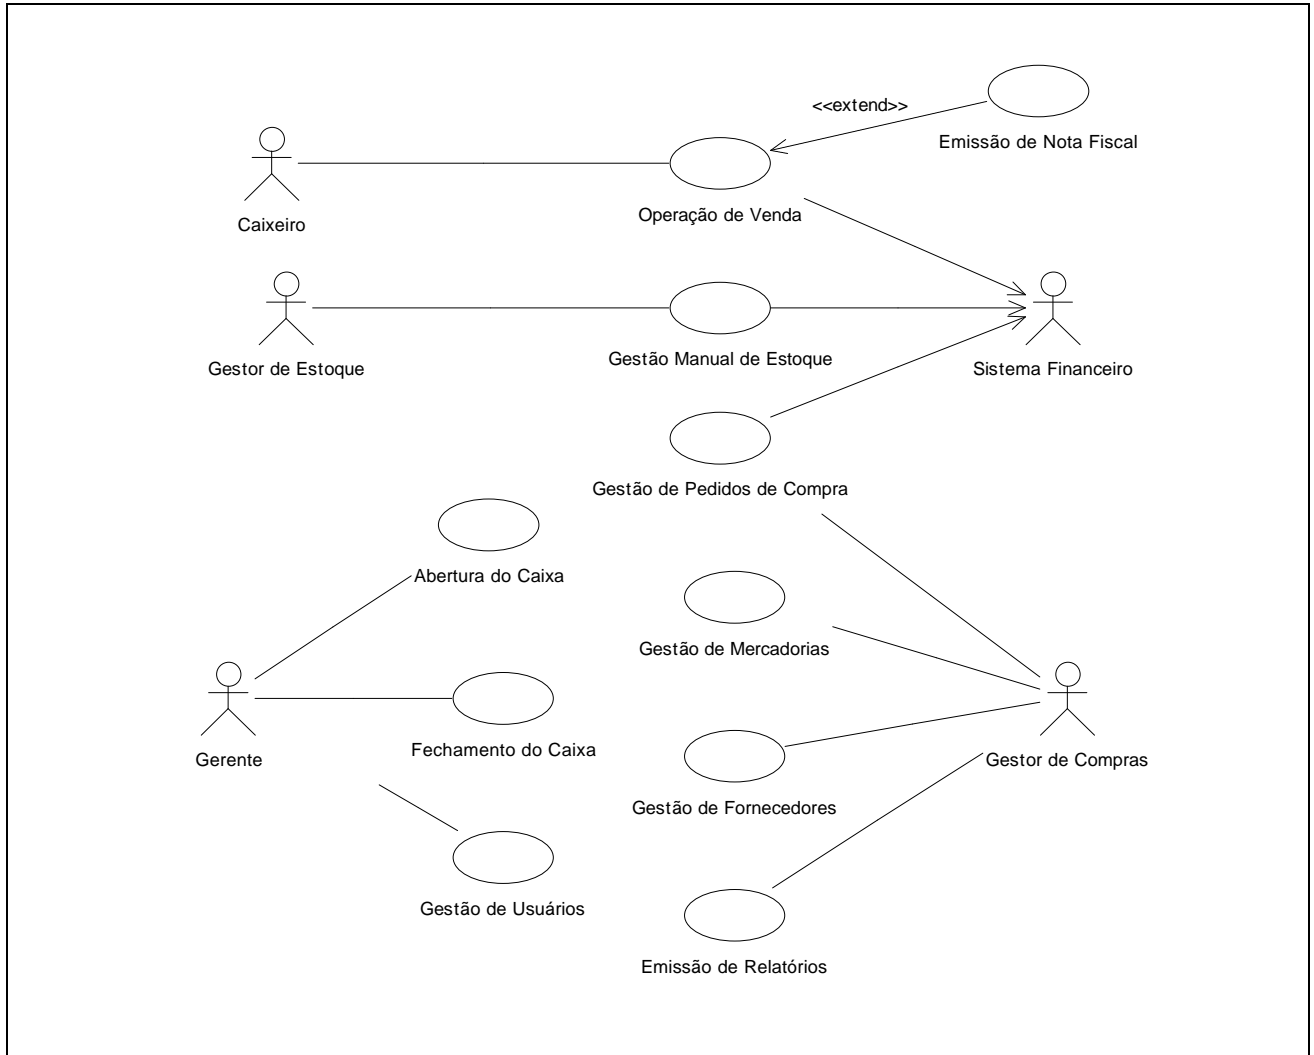 <<extend>>
Emissão de Nota Fiscal
Caixeiro
Operação de Venda
Gestor de Estoque
Gestão Manual de Estoque
Sistema Financeiro
Gestão de Pedidos de Compra
Abertura do Caixa
Gestão de Mercadorias
Gerente
Fechamento do Caixa
Gestor de Compras
Gestão de Fornecedores
Gestão de Usuários
Emissão de Relatórios